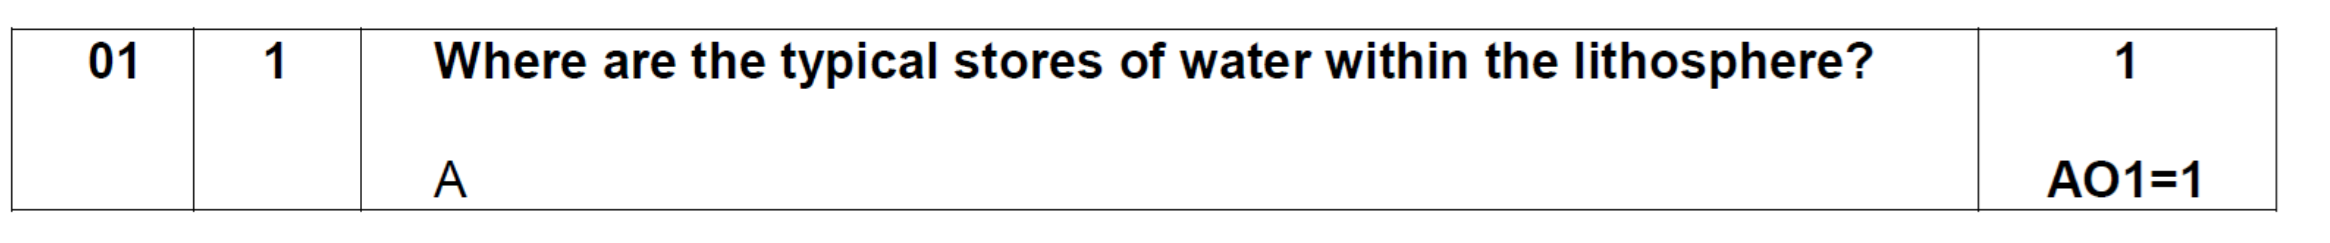 01 1 Where are the typical stores of water within the lithosphere? 1
A AO1=1